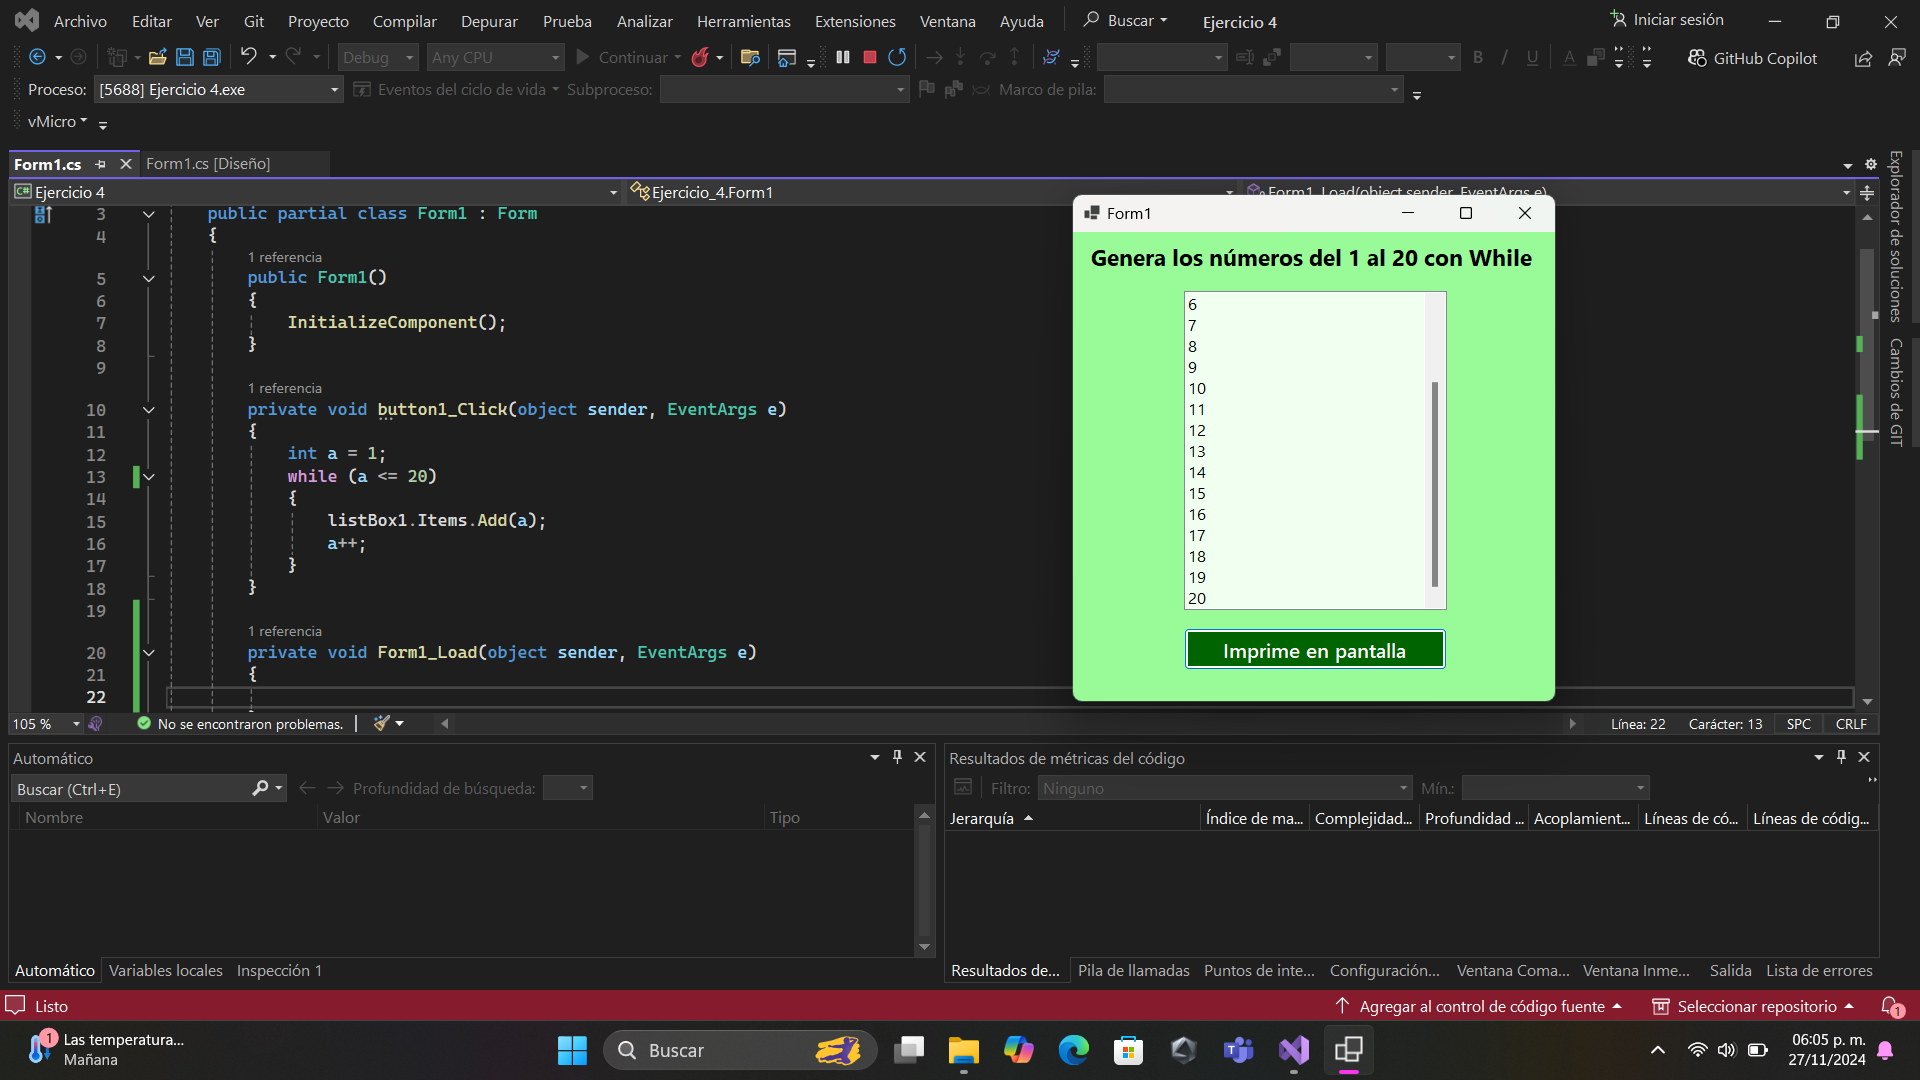 Archivo Editar Ver Git Proyecto Compilar Depurar Prueba Analizar Herramientas Extensiones Ventana Ayuda Buscar Ejercicio 4 Iniciar sesión
Debug Any CPU Continuar B I U A GitHub Copilot
Proceso: [5688] Ejercicio 4.exe Eventos del ciclo de vida Subproceso: Marco de pila:
vMicro
Form1.cs Form1.cs [Diseño]
C# Ejercicio 4 Ejercicio_4.Form1 Form1_Load(object sender, EventArgs e)
3 public partial class Form1 : Form
4 {
1 referencia
5 public Form1()
6 {
7 InitializeComponent();
8 }
9
1 referencia
10 private void button1_Click(object sender, EventArgs e)
11 {
12 int a = 1;
13 while (a <= 20)
14 {
15 listBox1.Items.Add(a);
16 a++;
17 }
18 }
19
1 referencia
20 private void Form1_Load(object sender, EventArgs e)
21 {
22
Form1
Genera los números del 1 al 20 con While
6
7
8
9
10
11
12
13
14
15
16
17
18
19
20
Imprime en pantalla
Explorador de soluciones
Cambios de GIT
105 % No se encontraron problemas. Línea: 22 Carácter: 13 SPC CRLF
Automático
Buscar (Ctrl+E) Profundidad de búsqueda:
Nombre Valor Tipo
Automático Variables locales Inspección 1
Resultados de métricas del código
Filtro: Ninguno Mín.:
Jerarquía Índice de ma... Complejidad... Profundidad ... Acoplamient... Líneas de có... Líneas de códig...
Resultados de... Pila de llamadas Puntos de inte... Configuración... Ventana Coma... Ventana Inme... Salida Lista de errores
Listo Agregar al control de código fuente Seleccionar repositorio 1
1 Las temperatura...
Mañana
Buscar
06:05 p. m.
27/11/2024